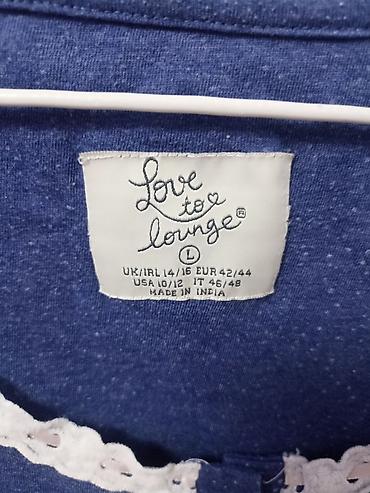 Love
to
lounge®
L
UK/IRL 14/16 EUR 42/44
USA 10/12 IT 46/48
MADE IN INDIA